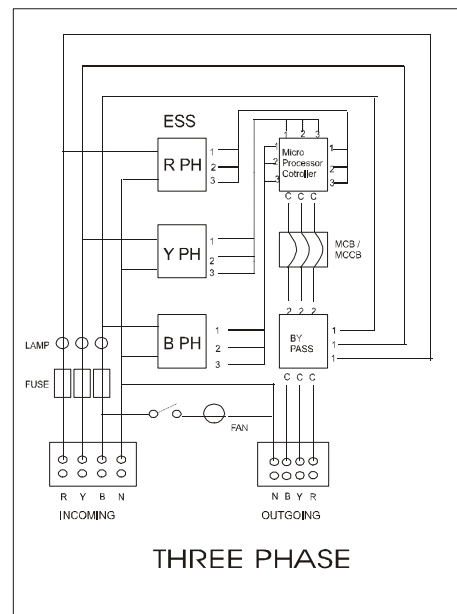 ESS
R PH
1
2
3
1 2 3
1
2
3
Micro
Processor
Cotroller
1
2
3
C C C
Y PH
1
2
3
MCB /
MCCB
B PH
1
2
3
2 2 2
BY
PASS
1
1
1
C C C
LAMP
FUSE
FAN
R Y B N
INCOMING
N B Y R
OUTGOING
THREE PHASE